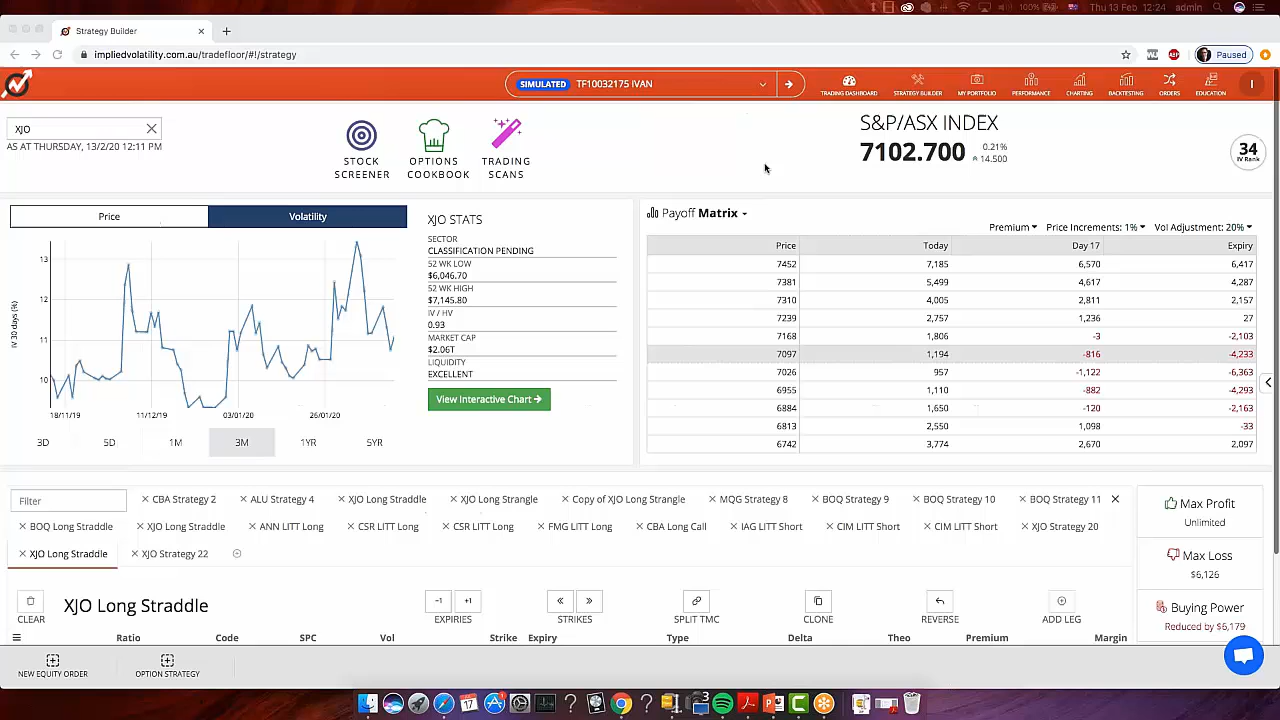 100%
Thu 13 Feb 12:24 admin
Strategy Builder
impliedvolatility.com.au/tradefloor/#!/strategy
ABP
Paused
SIMULATED TF10032175 IVAN
TRADING DASHBOARD
STRATEGY BUILDER
MY PORTFOLIO
PERFORMANCE
CHARTING
BACKTESTING
ORDERS
EDUCATION
I
XJO
AS AT THURSDAY, 13/2/20 12:11 PM
STOCK
SCREENER
OPTIONS
COOKBOOK
TRADING
SCANS
S&P/ASX INDEX
7102.700
0.21%
14.500
34
IV Rank
Price
Volatility
13
12
11
10
IV 30 days (%)
18/11/19 11/12/19 03/01/20 26/01/20
3D 5D 1M 3M 1YR 5YR
XJO STATS
SECTOR
CLASSIFICATION PENDING
52 WK LOW
$6,046.70
52 WK HIGH
$7,145.80
IV / HV
0.93
MARKET CAP
$2.06T
LIQUIDITY
EXCELLENT
View Interactive Chart
Payoff Matrix
Premium Price Increments: 1% Vol Adjustment: 20%
Price Today Day 17 Expiry
7452 7,185 6,570 6,417
7381 5,499 4,617 4,287
7310 4,005 2,811 2,157
7239 2,757 1,236 27
7168 1,806 -3 -2,103
7097 1,194 -816 -4,233
7026 957 -1,122 -6,363
6955 1,110 -882 -4,293
6884 1,650 -120 -2,163
6813 2,550 1,098 -33
6742 3,774 2,670 2,097
Filter
CBA Strategy 2 ALU Strategy 4 XJO Long Straddle XJO Long Strangle Copy of XJO Long Strangle MQG Strategy 8 BOQ Strategy 9 BOQ Strategy 10 BOQ Strategy 11
BOQ Long Straddle XJO Long Straddle ANN LITT Long CSR LITT Long CSR LITT Long FMG LITT Long CBA Long Call IAG LITT Short CIM LITT Short CIM LITT Short XJO Strategy 20
XJO Long Straddle XJO Strategy 22
Max Profit
Unlimited
Max Loss
$6,126
Buying Power
Reduced by $6,179
CLEAR
XJO Long Straddle
-1 +1
EXPIRIES
STRIKES
SPLIT TMC
CLONE
REVERSE
ADD LEG
Ratio Code SPC Vol Strike Expiry Type Delta Theo Premium Margin
NEW EQUITY ORDER
OPTION STRATEGY
17